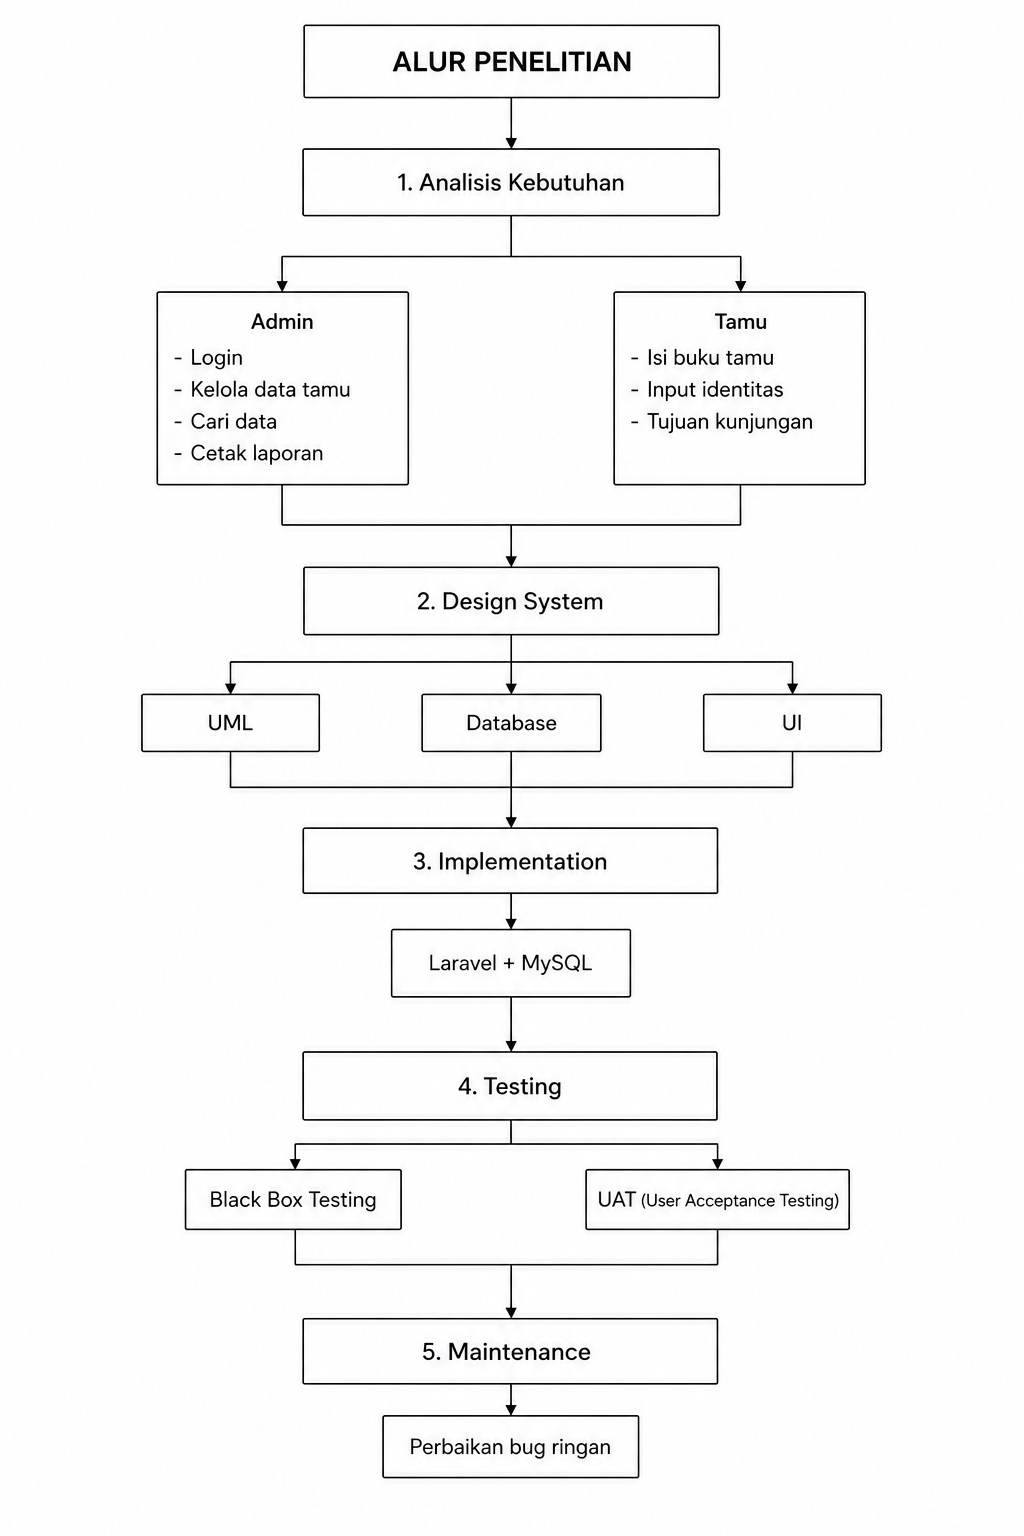 ALUR PENELITIAN
1. Analisis Kebutuhan
Admin
- Login
- Kelola data tamu
- Cari data
- Cetak laporan
Tamu
- Isi buku tamu
- Input identitas
- Tujuan kunjungan
2. Design System
UML
Database
UI
3. Implementation
Laravel + MySQL
4. Testing
Black Box Testing
UAT (User Acceptance Testing)
5. Maintenance
Perbaikan bug ringan